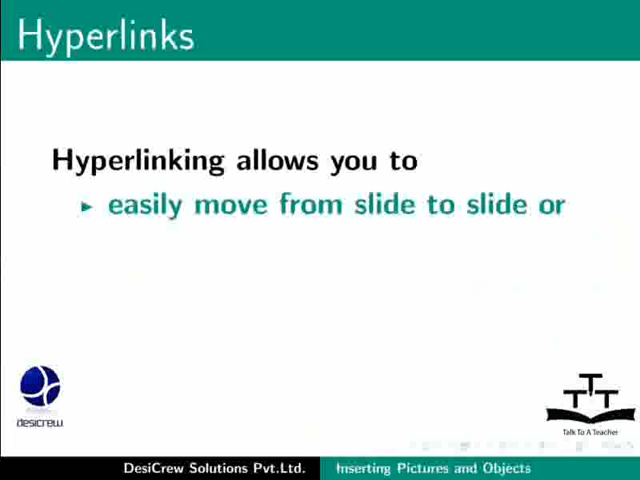 Hyperlinks
Hyperlinking allows you to
easily move from slide to slide or
desicrew
TTT
Talk To A Teacher
DesiCrew Solutions Pvt.Ltd.
Inserting Pictures and Objects